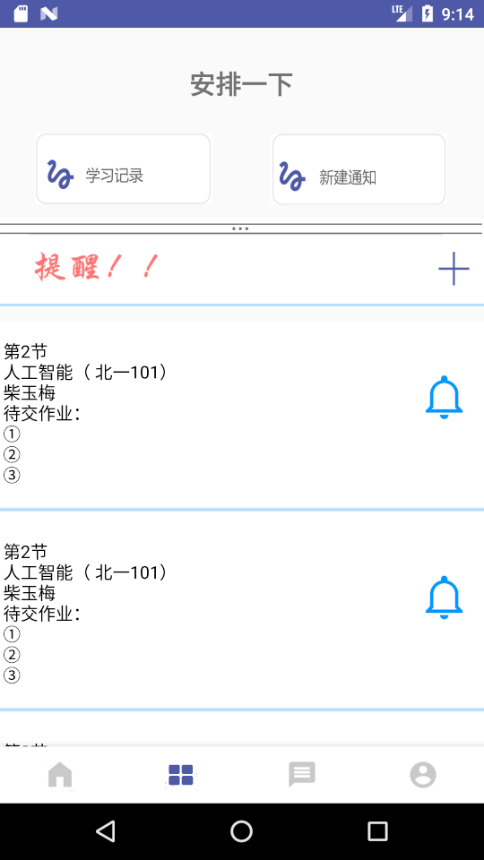 LTE 9:14
安排一下
学习记录
新建通知
提醒！！
第2节
人工智能（北一101）
柴玉梅
待交作业：
①
②
③
第2节
人工智能（北一101）
柴玉梅
待交作业：
①
②
③